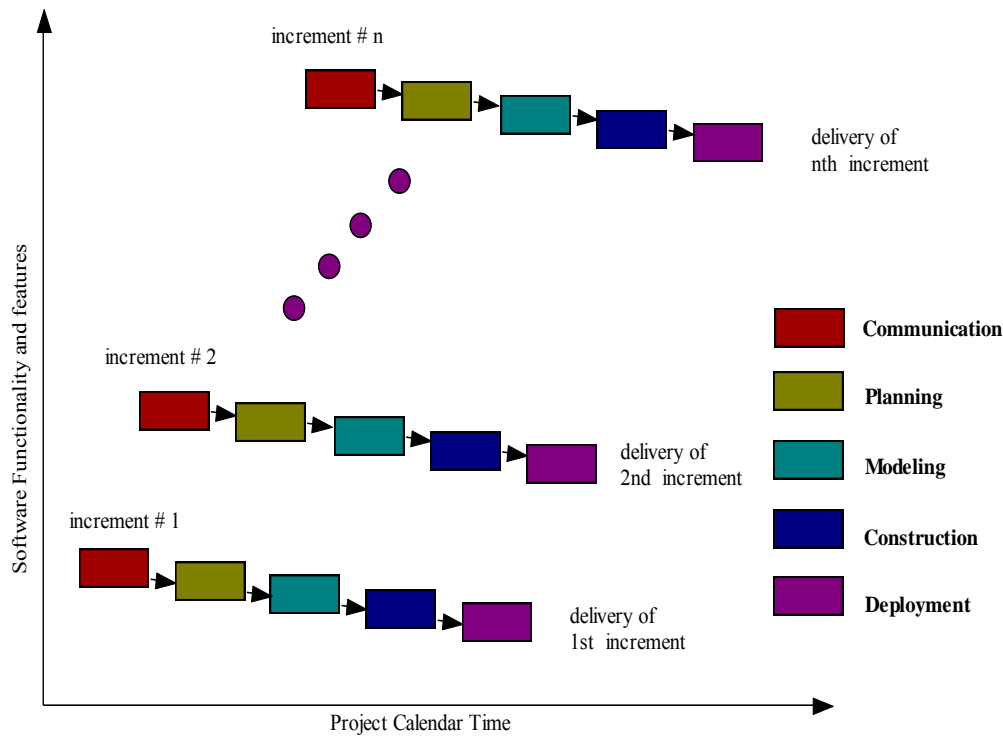 increment # n
delivery of
nth increment
Software Functionality and features
increment # 2
delivery of
2nd increment
increment # 1
delivery of
1st increment
Communication
Planning
Modeling
Construction
Deployment
Project Calendar Time